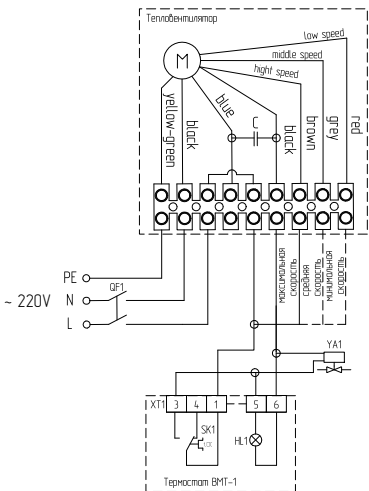 Тепловентилятор
low speed
middle speed
hight speed
M
yellow-green
black
blue
C
black
brown
grey
red
PE
N
L
QF1
~ 220V
максимальная
скорость
средняя
скорость
минимальная
скорость
YA1
XT1
3
4
1
5
6
SK1
HL1
Термостат ВМТ-1